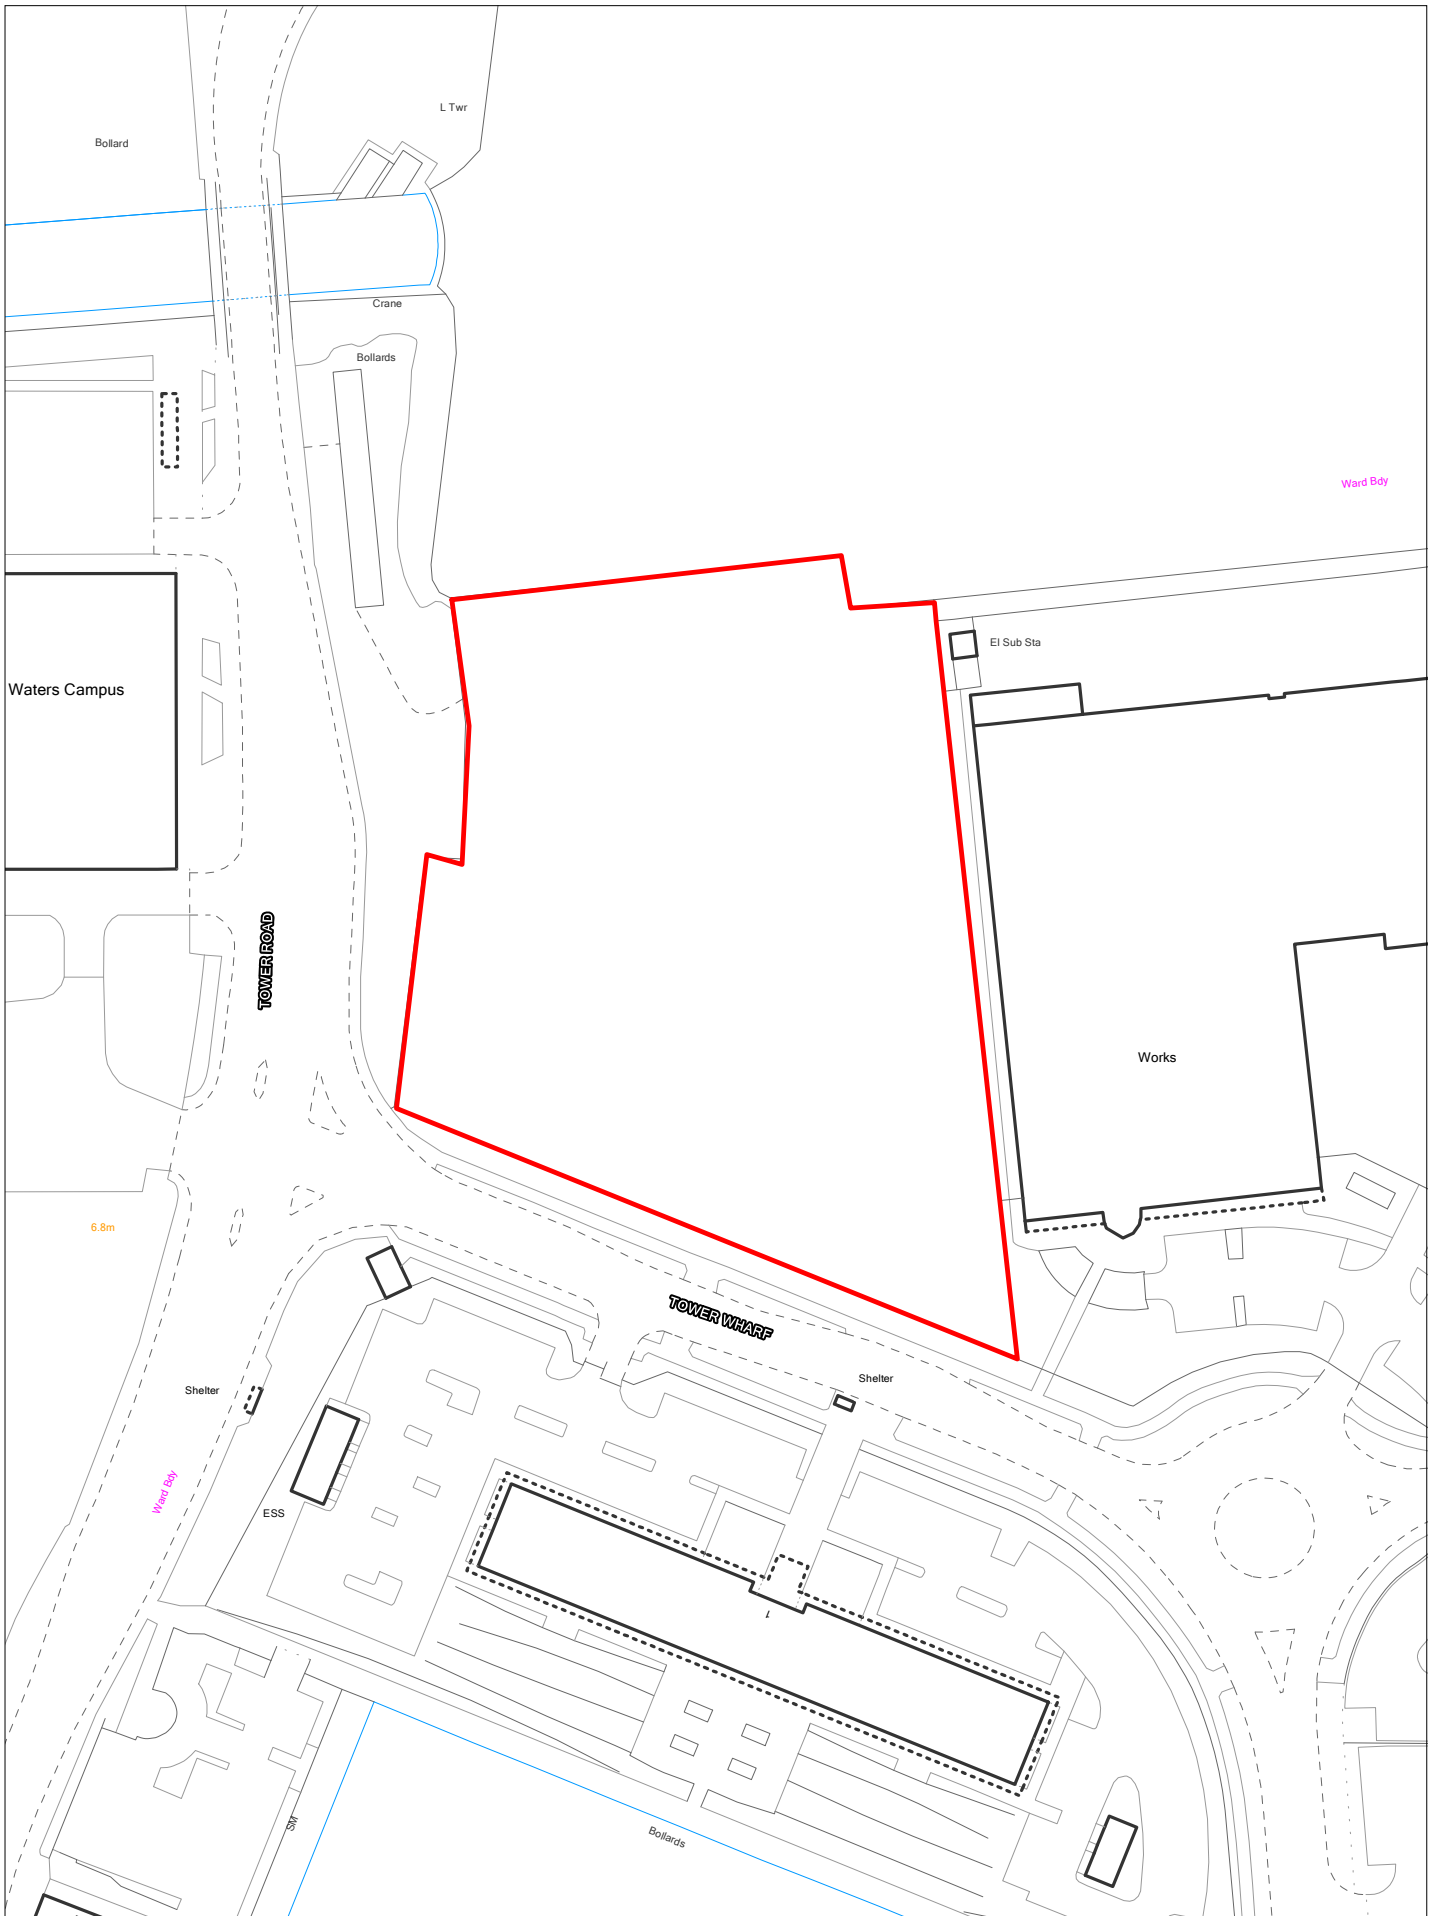 L Twr
Bollard
Crane
Bollards
Ward Bdy
El Sub Sta
Waters Campus
TOWER ROAD
Works
6.8m
TOWER WHARF
Shelter
Shelter
Ward Bdy
ESS
1
SM
Bollards